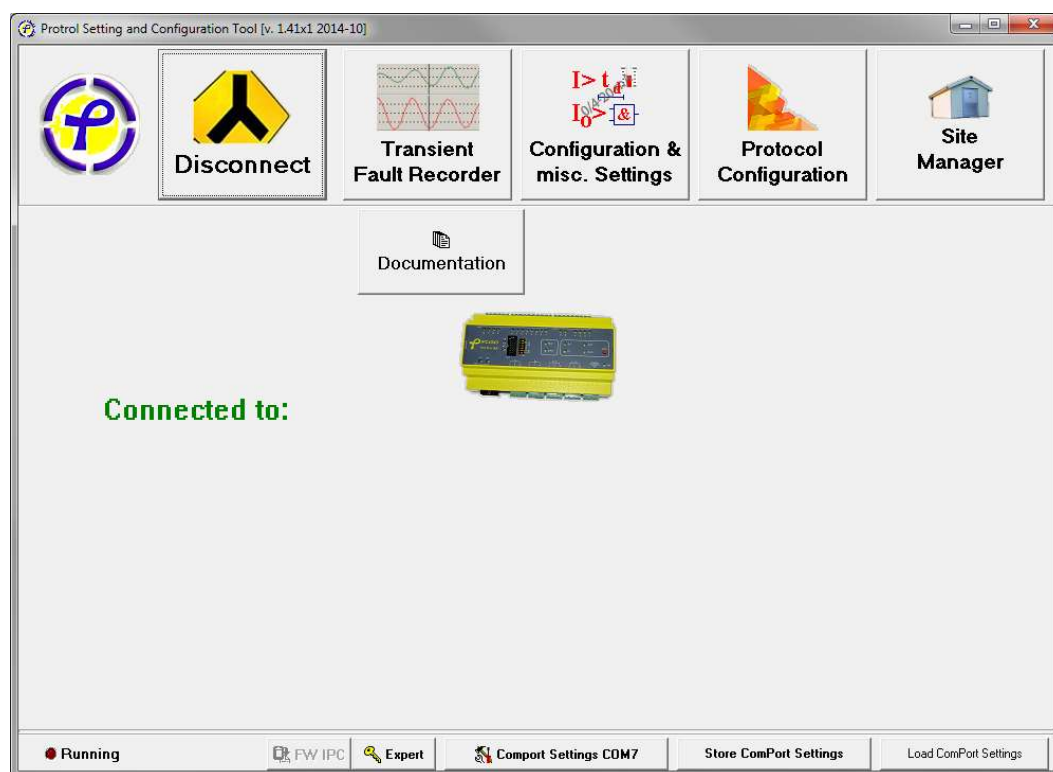 Protrol Setting and Configuration Tool [v. 1.41x1 2014-10]
Disconnect
Transient
Fault Recorder
I> t d
I0> &
Configuration &
misc. Settings
Protocol
Configuration
Site
Manager
Documentation
Connected to:
Running
FW IPC
Expert
Comport Settings COM7
Store ComPort Settings
Load ComPort Settings